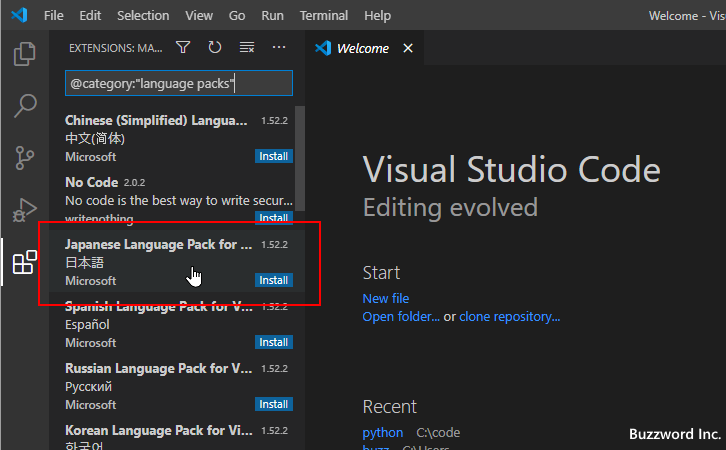 File Edit Selection View Go Run Terminal Help
Welcome - Vis
EXTENSIONS: MA...
Welcome
@category:"language packs"
Chinese (Simplified) Langua... 1.52.2
中文(简体)
Microsoft Install
No Code 2.0.2
No code is the best way to write secur...
writenothing Install
Japanese Language Pack for ... 1.52.2
日本語
Microsoft Install
Spanish Language Pack for V... 1.52.2
Español
Microsoft Install
Russian Language Pack for V... 1.52.2
Русский
Microsoft Install
Korean Language Pack for Vi... 1.52.2
한국어
Visual Studio Code
Editing evolved
Start
New file
Open folder... or clone repository...
Recent
python C:\code
buzz C:\Users
Buzzword Inc.